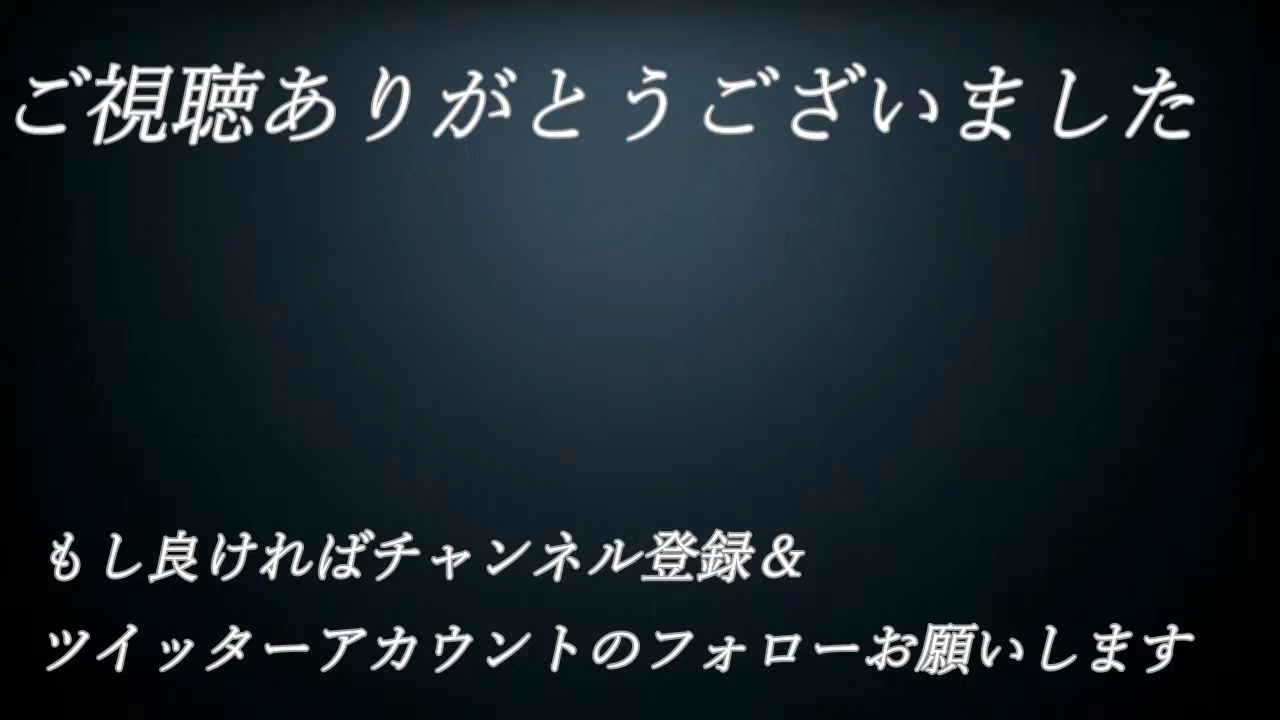 ご視聴ありがとうございました
もし良ければチャンネル登録＆
ツイッターアカウントのフォローお願いします